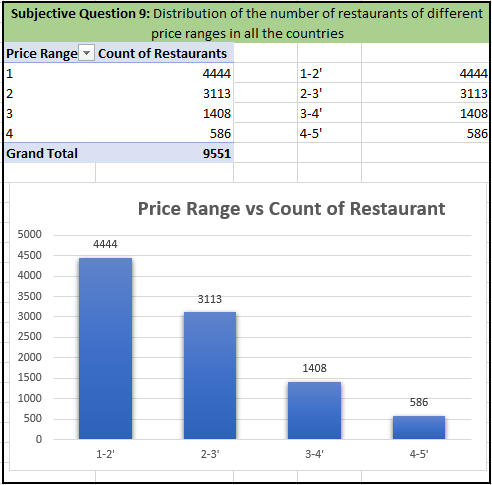 Subjective Question 9: Distribution of the number of restaurants of different
price ranges in all the countries
Price Range Count of Restaurants
1 4444 1-2' 4444
2 3113 2-3' 3113
3 1408 3-4' 1408
4 586 4-5' 586
Grand Total 9551
Price Range vs Count of Restaurant
5000
4500
4000
3500
3000
2500
2000
1500
1000
500
0
4444
3113
1408
586
1-2' 2-3' 3-4' 4-5'